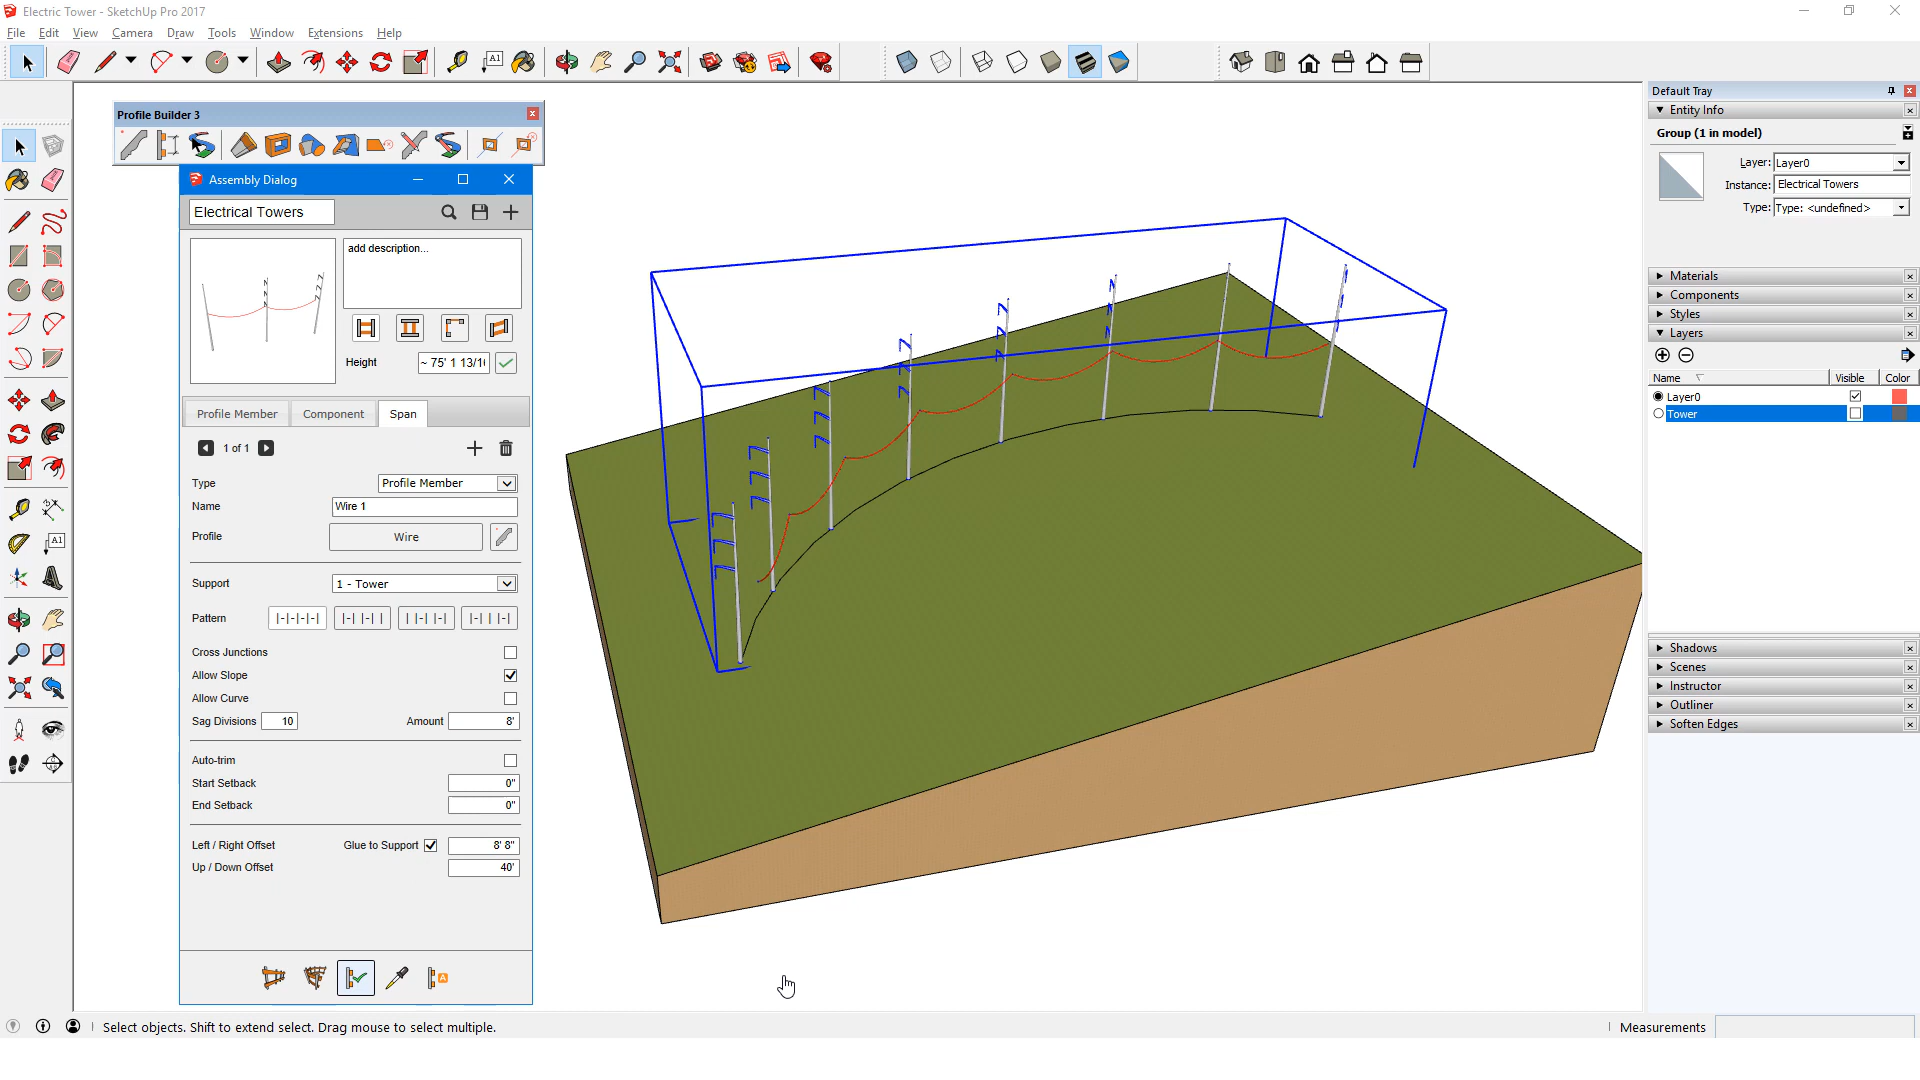 Electric Tower - SketchUp Pro 2017
File Edit View Camera Draw Tools Window Extensions Help
A1
Profile Builder 3
Assembly Dialog
Electrical Towers
add description...
Height ~ 75' 1 13/1
Profile Member Component Span
1 of 1
Type Profile Member
Name Wire 1
Profile Wire
Support 1 - Tower
Pattern |-|-|-|-| |-| |-| | | |-| |-| |-| | |-|
Cross Junctions
Allow Slope
Allow Curve
Sag Divisions 10 Amount 8'
Auto-trim
Start Setback 0"
End Setback 0"
Left / Right Offset Glue to Support 8' 8"
Up / Down Offset 40'
A
A1
Default Tray
Entity Info
Group (1 in model)
Layer: Layer0
Instance: Electrical Towers
Type: Type: <undefined>
Materials
Components
Styles
Layers
Name Visible Color
Layer0
Tower
Shadows
Scenes
Instructor
Outliner
Soften Edges
Select objects. Shift to extend select. Drag mouse to select multiple.
Measurements